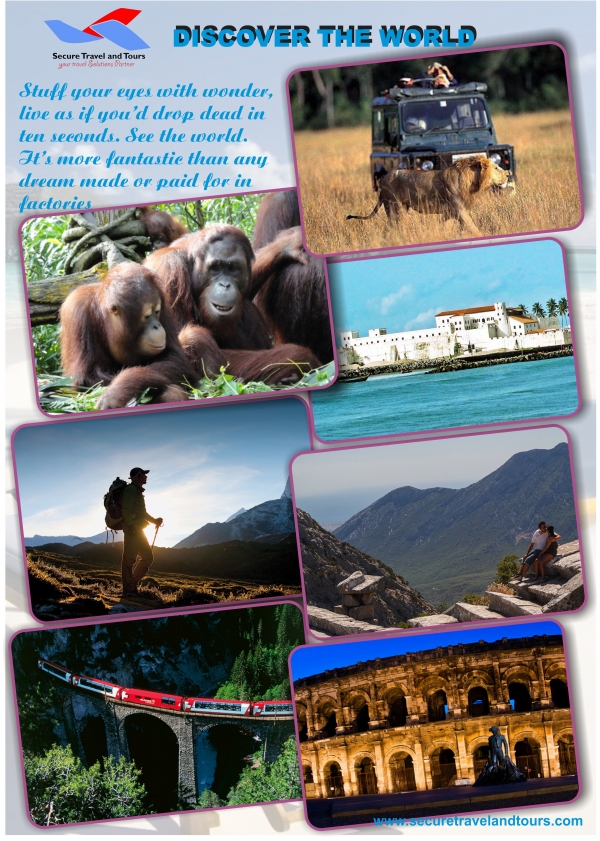 Secure Travel and Tours
your travel Solutions Partner
DISCOVER THE WORLD
Stuff your eyes with wonder,
live as if you'd drop dead in
ten seconds. See the world.
It's more fantastic than any
dream made or paid for in
factories
www.securetravelandtours.com